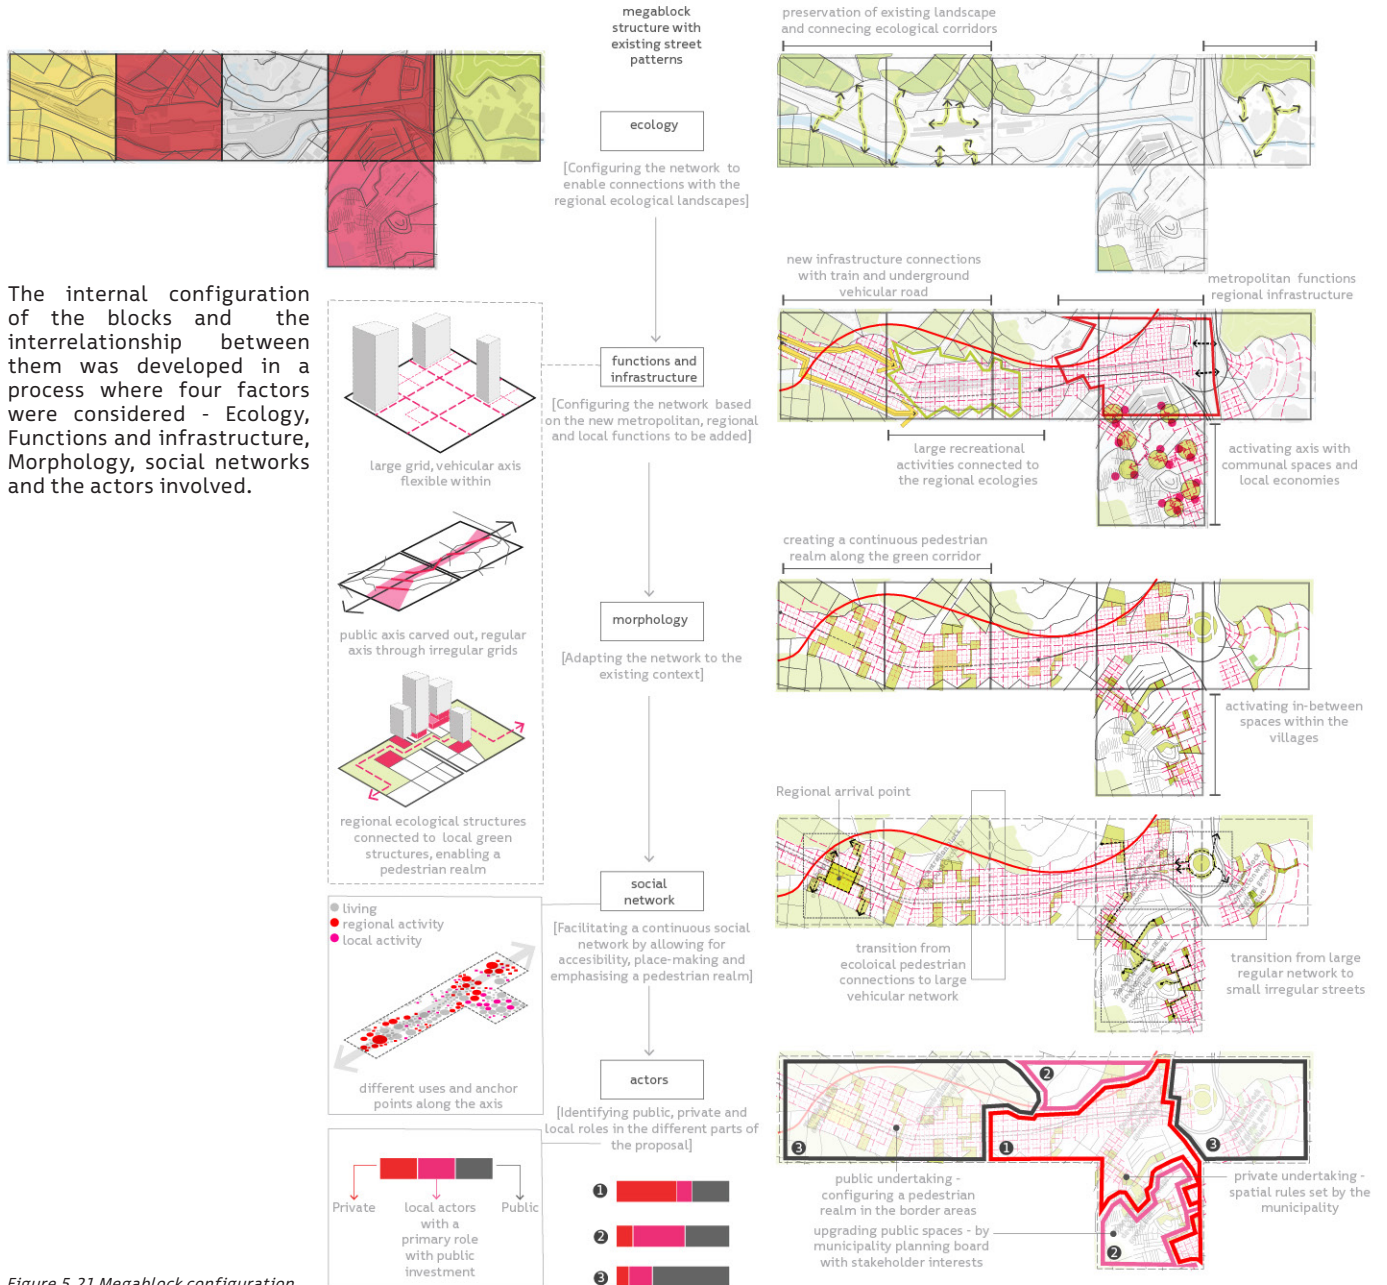 megablock
structure with
existing street
patterns
preservation of existing landscape
and connecing ecological corridors
ecology
[Configuring the network to
enable connections with the
regional ecological landscapes]
The internal configuration
of the blocks and the
interrelationship between
them was developed in a
process where four factors
were considered - Ecology,
Functions and infrastructure,
Morphology, social networks
and the actors involved.
new infrastructure connections
with train and underground
vehicular road
metropolitan functions
regional infrastructure
functions and
infrastructure
[Configuring the network based
on the new metropolitan, regional
and local functions to be added]
large grid, vehicular axis
flexible within
large recreational
activities connected to
the regional ecologies
activating axis with
communal spaces and
local economies
public axis carved out, regular
axis through irregular grids
creating a continuous pedestrian
realm along the green corridor
morphology
[Adapting the network to the
existing context]
activating in-between
spaces within the
villages
regional ecological structures
connected to local green
structures, enabling a
pedestrian realm
Regional arrival point
social
network
[Facilitating a continuous social
network by allowing for
accesibility, place-making and
emphasising a pedestrian realm]
living
regional activity
local activity
different uses and anchor
points along the axis
transition from
ecoloical pedestrian
connections to large
vehicular network
transition from large
regular network to
small irregular streets
actors
[Identifying public, private and
local roles in the different parts of
the proposal]
2
3
1
3
2
public undertaking -
configuring a pedestrian
realm in the border areas
private undertaking -
spatial rules set by the
municipality
upgrading public spaces - by
municipality planning board
with stakeholder interests
Private
local actors
with a
primary role
with public
investment
Public
1
2
3
Figure 5.21 Megablock configuration